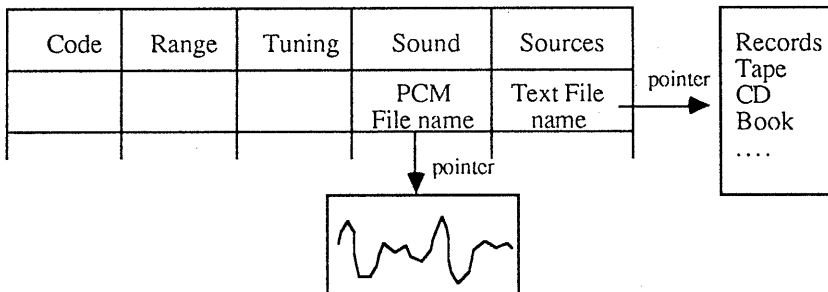 Code Range Tuning Sound Sources
PCM
File name
Text File
name
pointer
Records
Tape
CD
Book
....
pointer